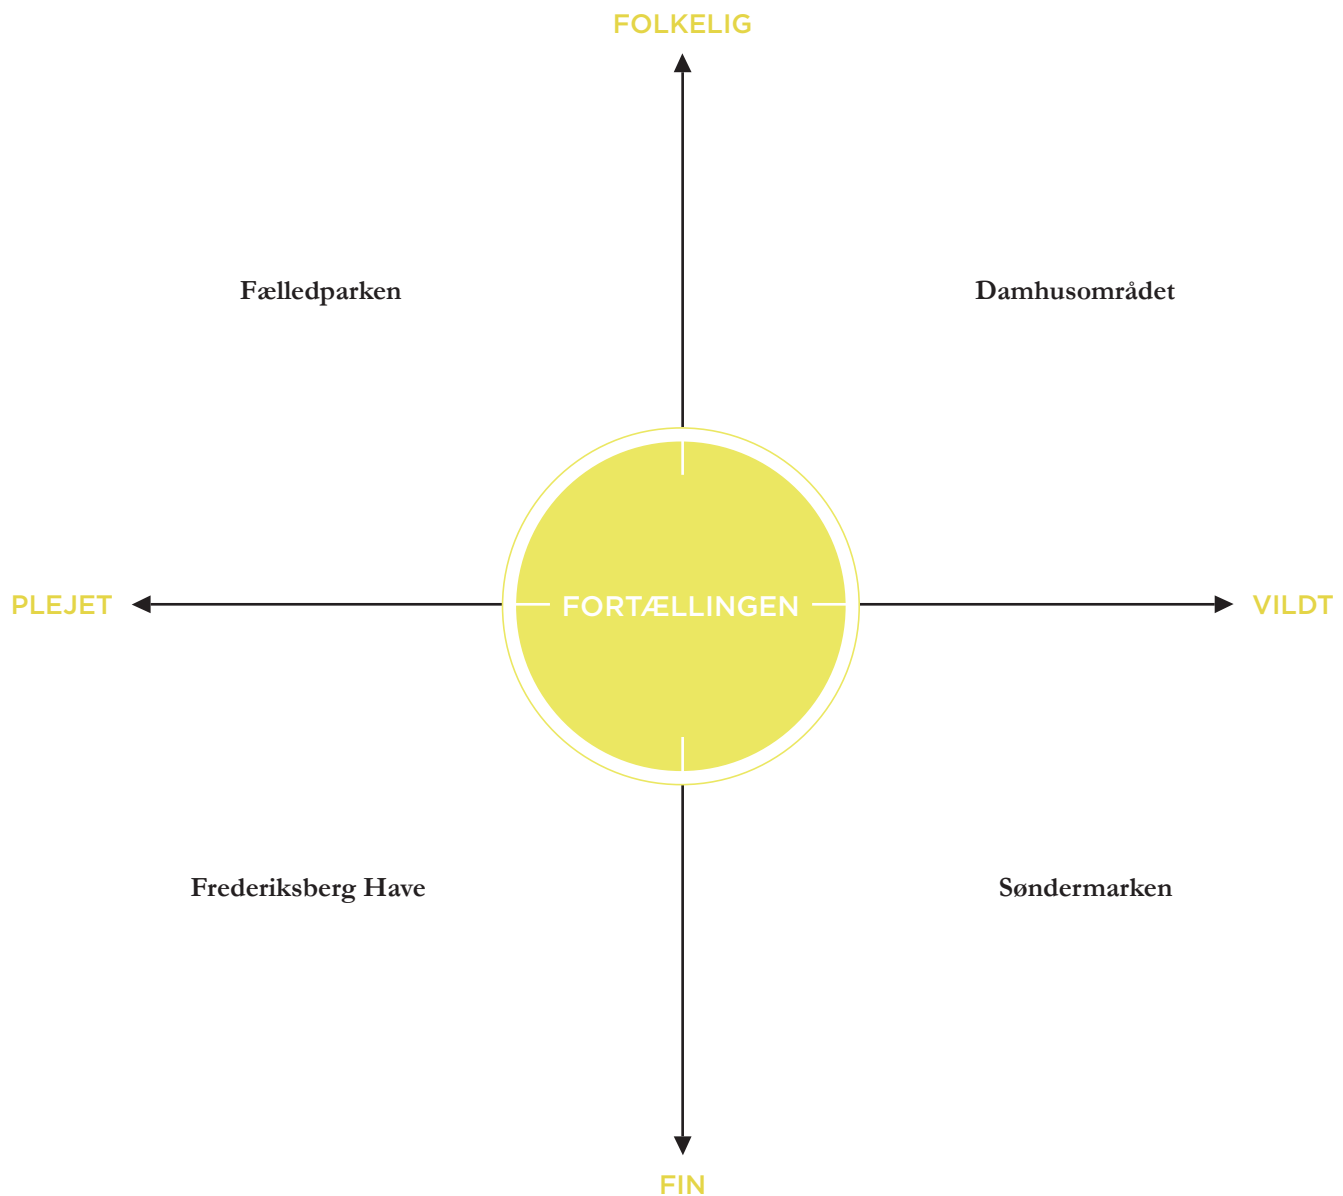 FOLKELIG
Fælledparken
Damhusområdet
PLEJET
FORTÆLLINGEN
VILDT
Frederiksberg Have
Søndermarken
FIN